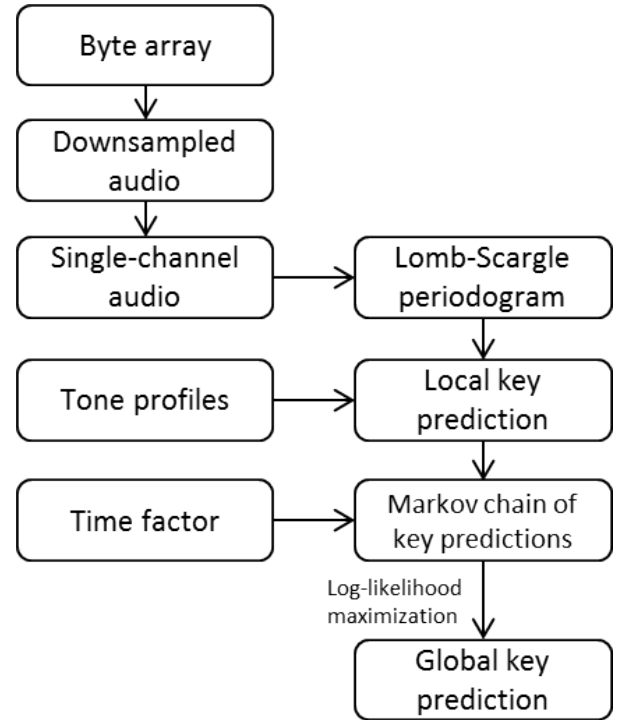 Byte array
Downsampled
audio
Single-channel
audio
Lomb-Scargle
periodogram
Tone profiles
Local key
prediction
Time factor
Markov chain of
key predictions
Log-likelihood
maximization
Global key
prediction